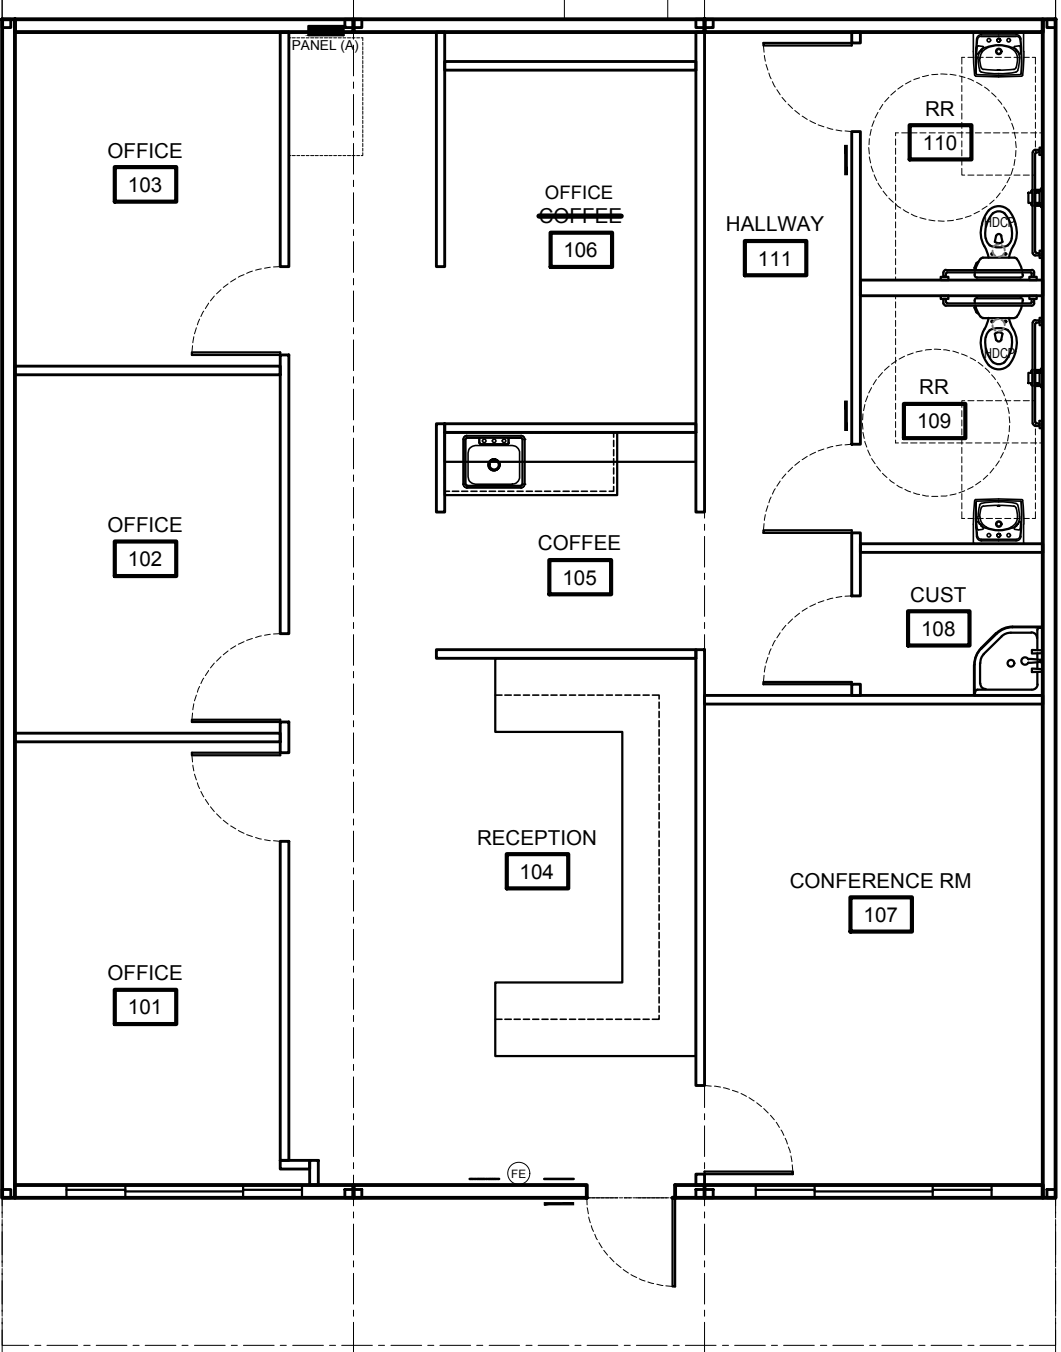 PANEL (A)
OFFICE
103
OFFICE
COFFEE
106
HALLWAY
111
RR
110
HDCP
HDCP
RR
109
OFFICE
102
COFFEE
105
CUST
108
RECEPTION
104
CONFERENCE RM
107
OFFICE
101
FE